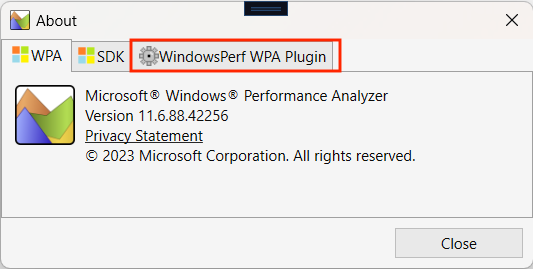 About
WPA SDK WindowsPerf WPA Plugin
Microsoft® Windows® Performance Analyzer
Version 11.6.88.42256
Privacy Statement
© 2023 Microsoft Corporation. All rights reserved.
Close